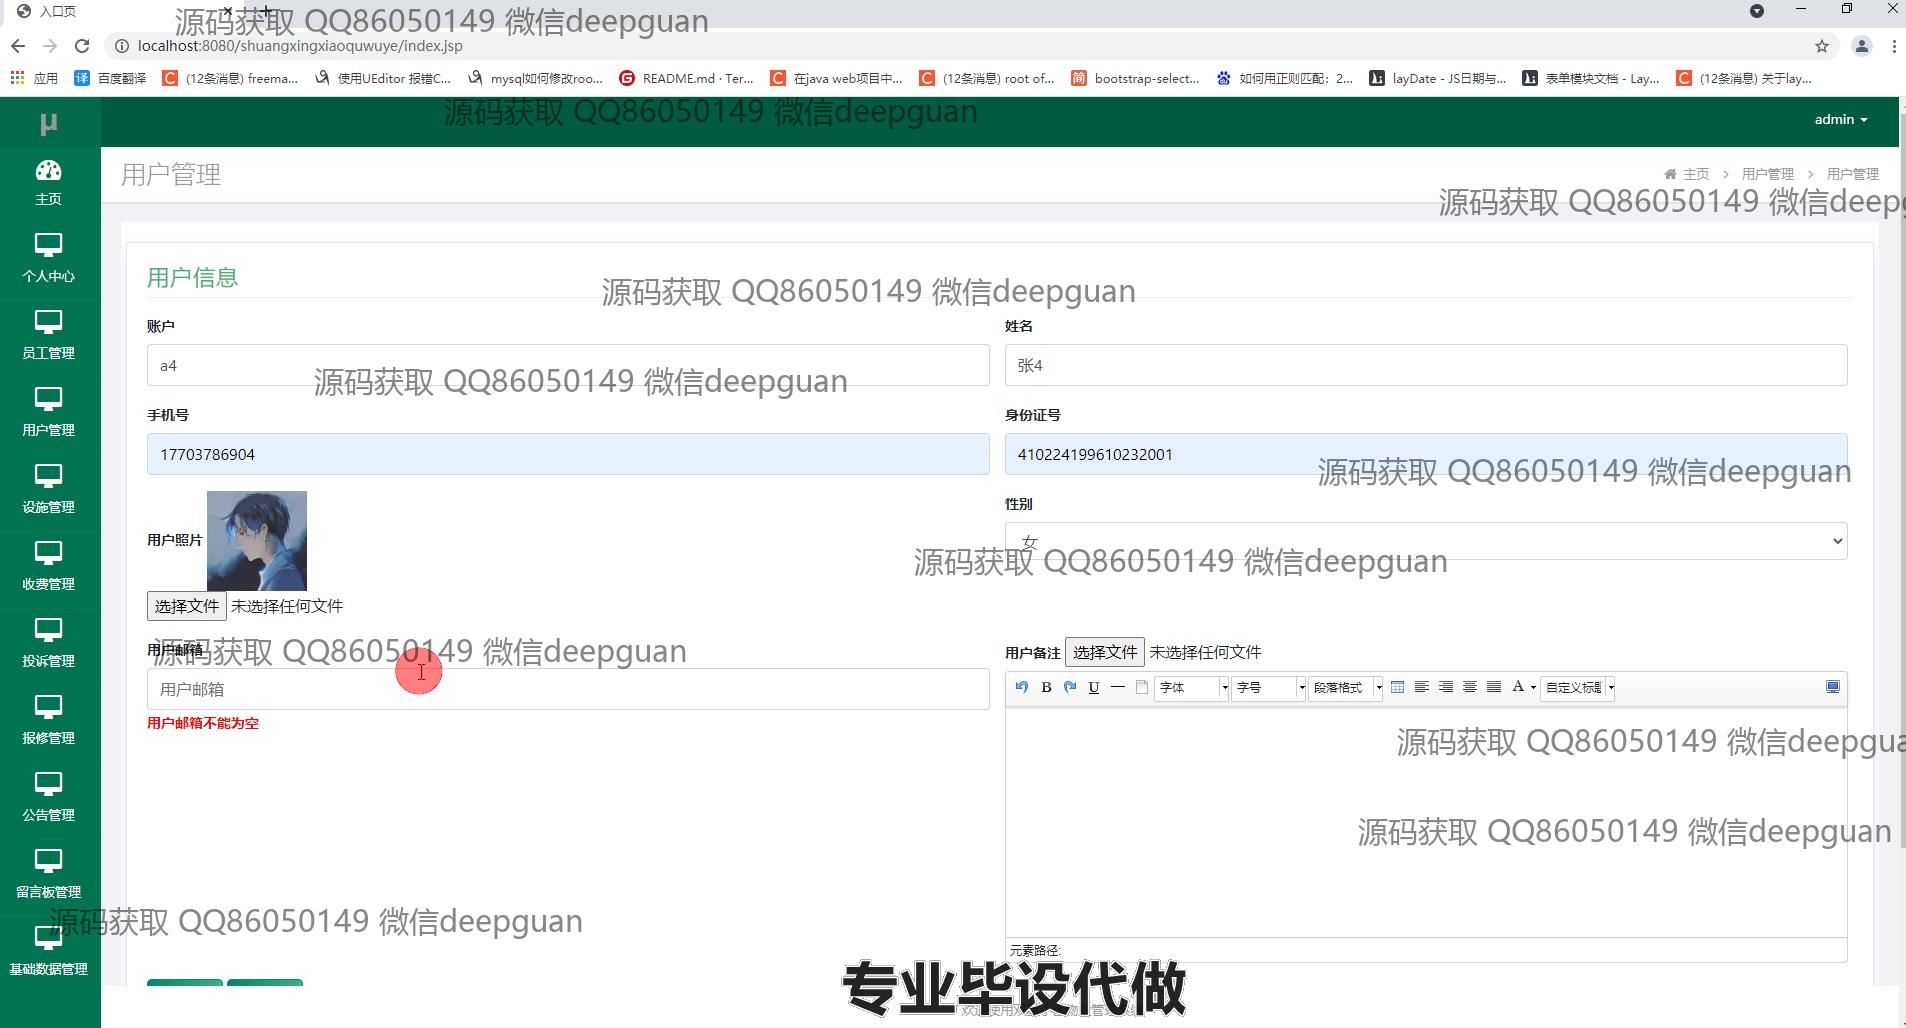 入口页
源码获取 QQ86050149 微信deepguan
localhost:8080/shuangxingxiaoquwuye/index.jsp
应用 百度翻译 (12条消息) freema... 使用UEditor 报错C... mysql如何修改roo... README.md · Ter... 在java web项目中... (12条消息) root of... bootstrap-select... 如何用正则匹配：2... layDate - JS日期与... 表单模块文档 - Lay... (12条消息) 关于lay...
源码获取 QQ86050149 微信deepguan
μ
admin
主页
个人中心
员工管理
用户管理
设施管理
收费管理
投诉管理
报修管理
公告管理
留言板管理
基础数据管理
用户管理
主页 > 用户管理 > 用户管理
源码获取 QQ86050149 微信deepg
用户信息
源码获取 QQ86050149 微信deepguan
账户
姓名
a4
张4
源码获取 QQ86050149 微信deepguan
手机号
身份证号
17703786904
410224199610232001
源码获取 QQ86050149 微信deepguan
用户照片
性别
女
源码获取 QQ86050149 微信deepguan
选择文件 未选择任何文件
用户邮箱
源码获取 QQ86050149 微信deepguan
用户备注 选择文件 未选择任何文件
用户邮箱
B U 字体 字号 段落格式 A 自定义标题
用户邮箱不能为空
源码获取 QQ86050149 微信deepgua
源码获取 QQ86050149 微信deepguan
源码获取 QQ86050149 微信deepguan
元素路径:
专业毕设代做